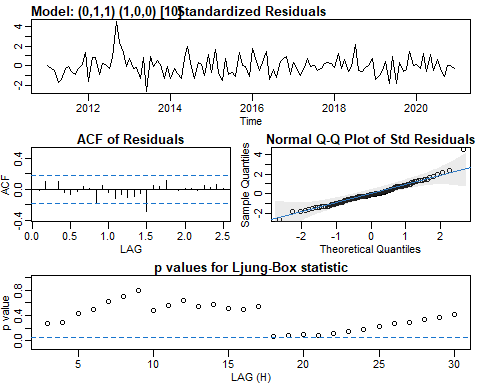 Model: (0,1,1) (1,0,0) [10] Standardized Residuals
4
2
0
-2
2012 2014 2016 2018 2020
Time
ACF of Residuals
ACF
0.4
0.0
-0.4
0.0 0.5 1.0 1.5 2.0 2.5
LAG
Normal Q-Q Plot of Std Residuals
Sample Quantiles
4
2
0
-2
-2 -1 0 1 2
Theoretical Quantiles
p values for Ljung-Box statistic
p value
0.8
0.4
0.0
5 10 15 20 25 30
LAG (H)